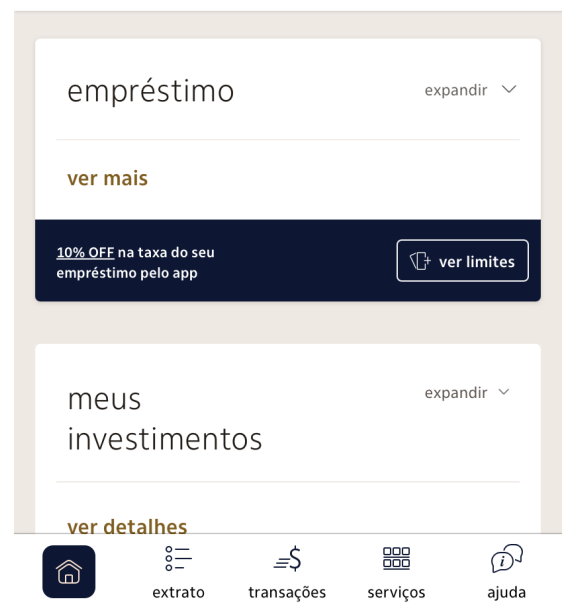 empréstimo
expandir
ver mais
10% OFF na taxa do seu
empréstimo pelo app
ver limites
meus
investimentos
expandir
ver detalhes
extrato
transações
serviços
ajuda